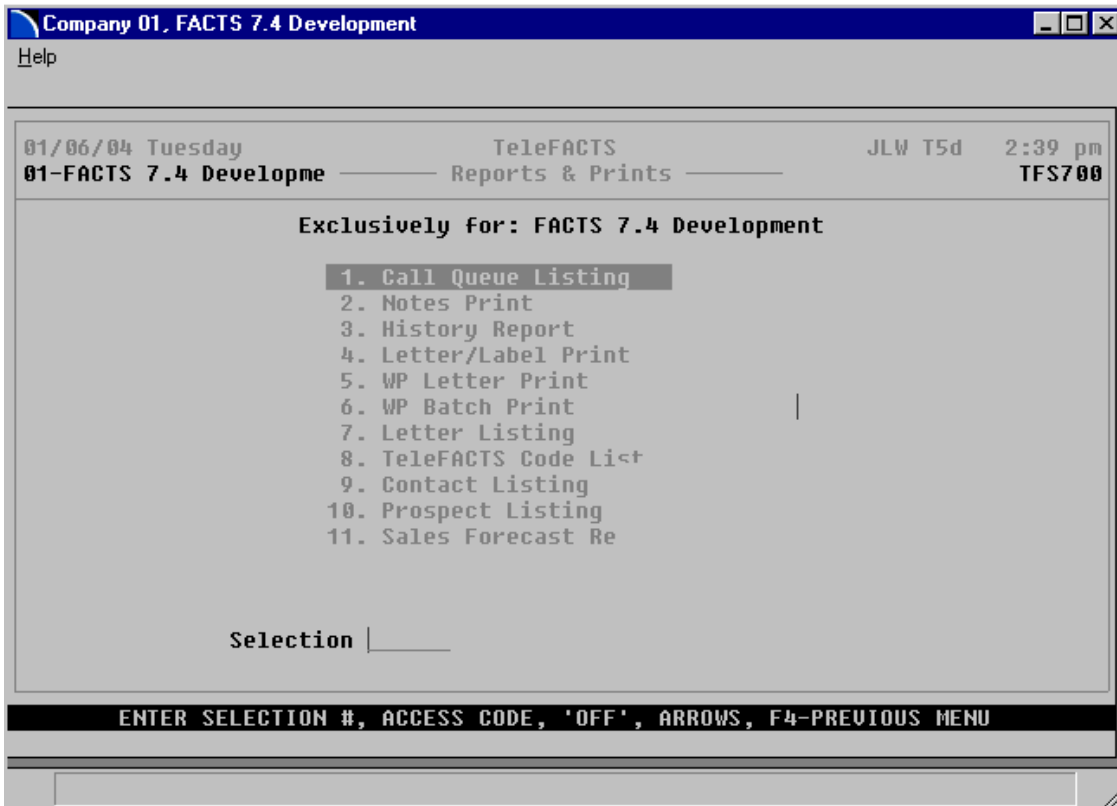 Company 01, FACTS 7.4 Development
Help
01/06/04 Tuesday TeleFACTS JLW T5d 2:39 pm
01-FACTS 7.4 Developme Reports & Prints TFS700
Exclusively for: FACTS 7.4 Development
1. Call Queue Listing
2. Notes Print
3. History Report
4. Letter/Label Print
5. WP Letter Print
6. WP Batch Print
7. Letter Listing
8. TeleFACTS Code List
9. Contact Listing
10. Prospect Listing
11. Sales Forecast Re
Selection
ENTER SELECTION #, ACCESS CODE, 'OFF', ARROWS, F4-PREVIOUS MENU